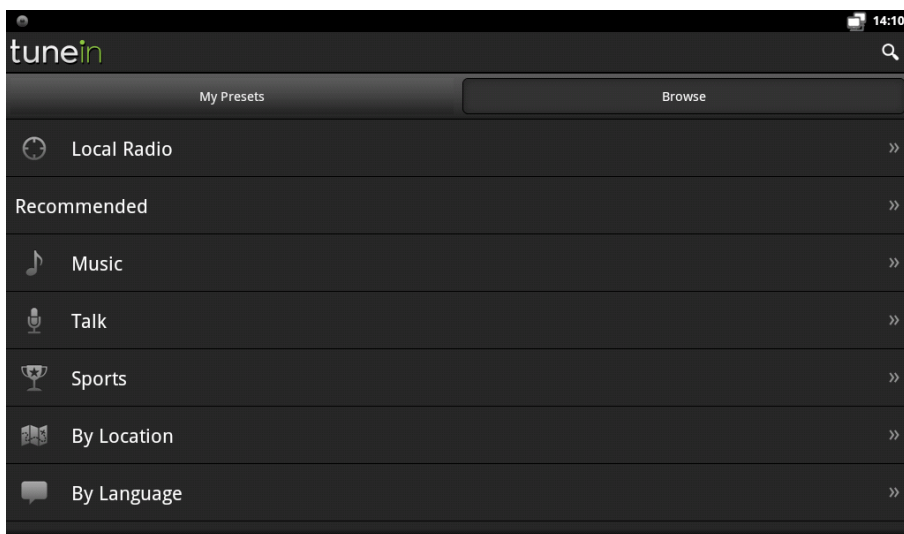 14:10
tunein
My Presets
Browse
Local Radio
Recommended
Music
Talk
Sports
By Location
By Language